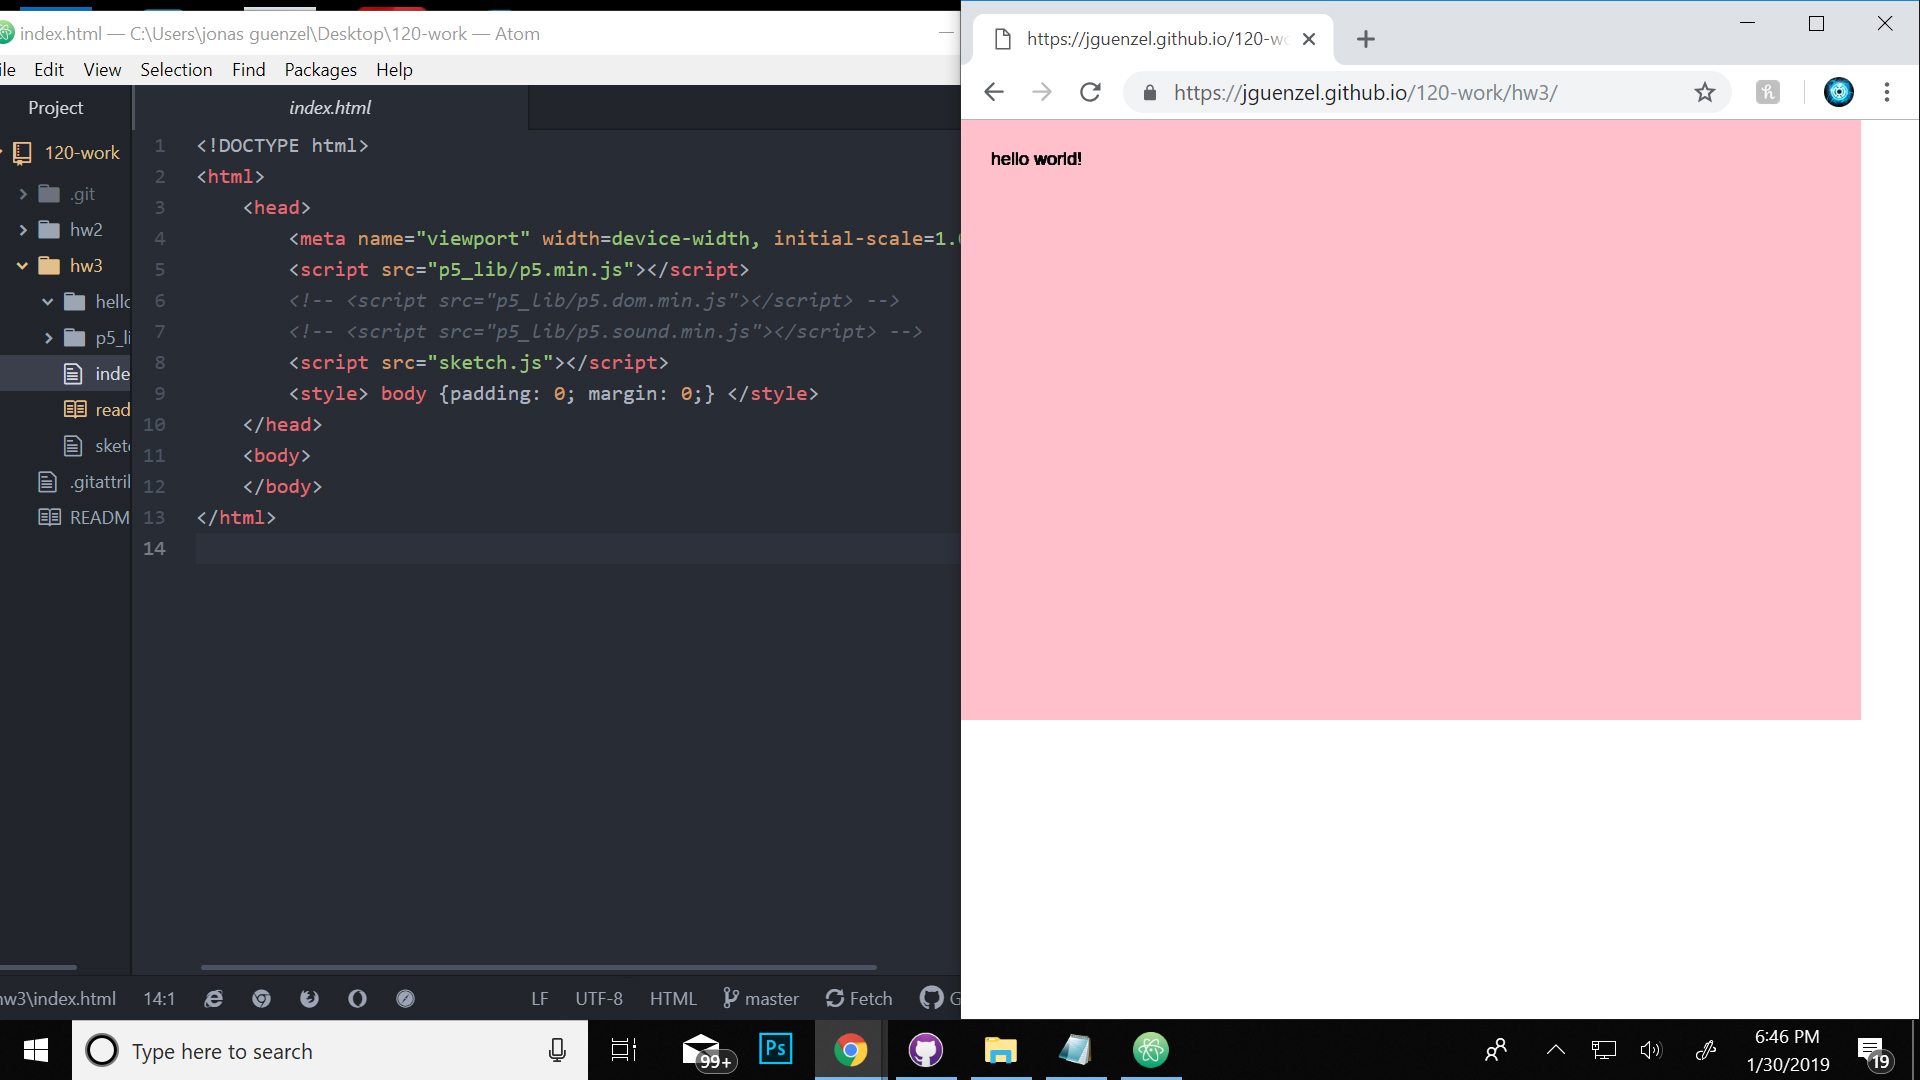 index.html — C:\Users\jonas guenzel\Desktop\120-work — Atom
ile Edit View Selection Find Packages Help
Project
index.html
120-work
.git
hw2
hw3
hello
p5_li
inde
read
sket
.gitattril
READM
1 <!DOCTYPE html>
2 <html>
3 <head>
4 <meta name="viewport" width=device-width, initial-scale=1.0
5 <script src="p5_lib/p5.min.js"></script>
6 <!-- <script src="p5_lib/p5.dom.min.js"></script> -->
7 <!-- <script src="p5_lib/p5.sound.min.js"></script> -->
8 <script src="sketch.js"></script>
9 <style> body {padding: 0; margin: 0;} </style>
10 </head>
11 <body>
12 </body>
13 </html>
14
hw3\index.html 14:1 LF UTF-8 HTML master Fetch G
https://jguenzel.github.io/120-wo
https://jguenzel.github.io/120-work/hw3/
hello world!
Type here to search
99+
Ps
6:46 PM
1/30/2019
19